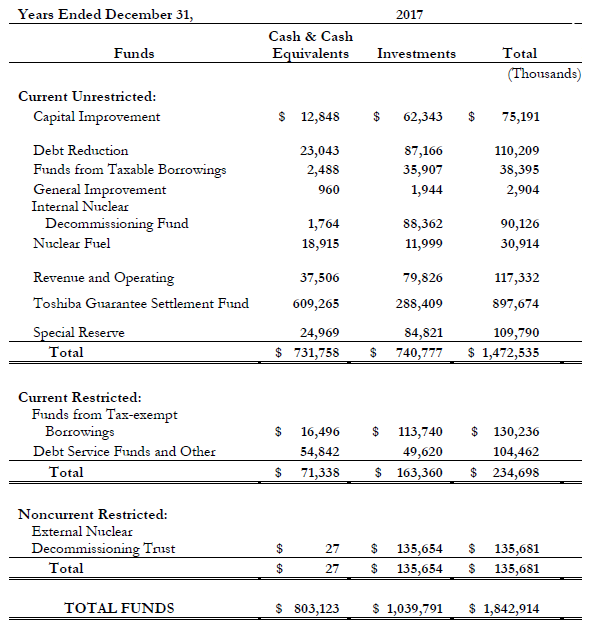 Years Ended December 31, 2017
Cash & Cash
Funds Equivalents Investments Total
(Thousands)
Current Unrestricted:
Capital Improvement $ 12,848 $ 62,343 $ 75,191
Debt Reduction 23,043 87,166 110,209
Funds from Taxable Borrowings 2,488 35,907 38,395
General Improvement 960 1,944 2,904
Internal Nuclear
Decommissioning Fund 1,764 88,362 90,126
Nuclear Fuel 18,915 11,999 30,914
Revenue and Operating 37,506 79,826 117,332
Toshiba Guarantee Settlement Fund 609,265 288,409 897,674
Special Reserve 24,969 84,821 109,790
Total $ 731,758 $ 740,777 $ 1,472,535
Current Restricted:
Funds from Tax-exempt
Borrowings $ 16,496 $ 113,740 $ 130,236
Debt Service Funds and Other 54,842 49,620 104,462
Total $ 71,338 $ 163,360 $ 234,698
Noncurrent Restricted:
External Nuclear
Decommissioning Trust $ 27 $ 135,654 $ 135,681
Total $ 27 $ 135,654 $ 135,681
TOTAL FUNDS $ 803,123 $ 1,039,791 $ 1,842,914